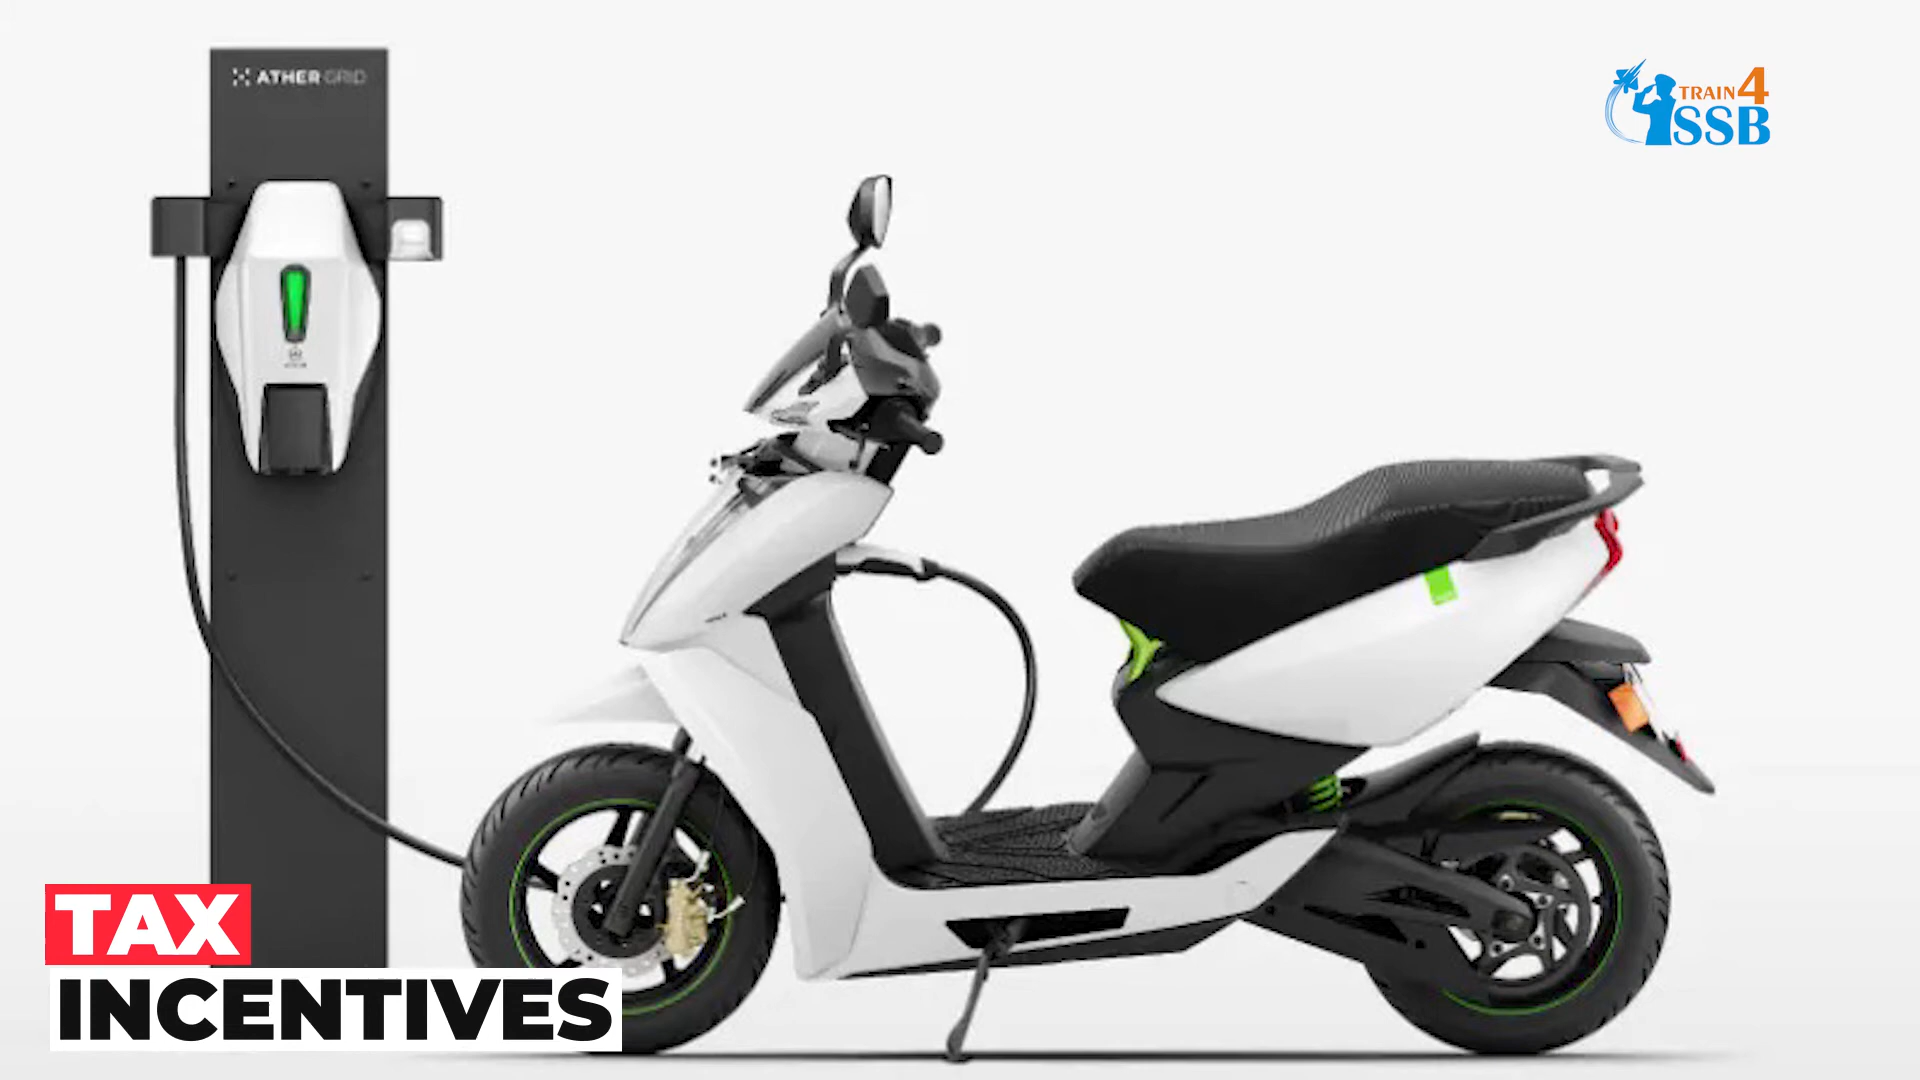 ATHER GRID
TRAIN4
SSB
TAX
INCENTIVES